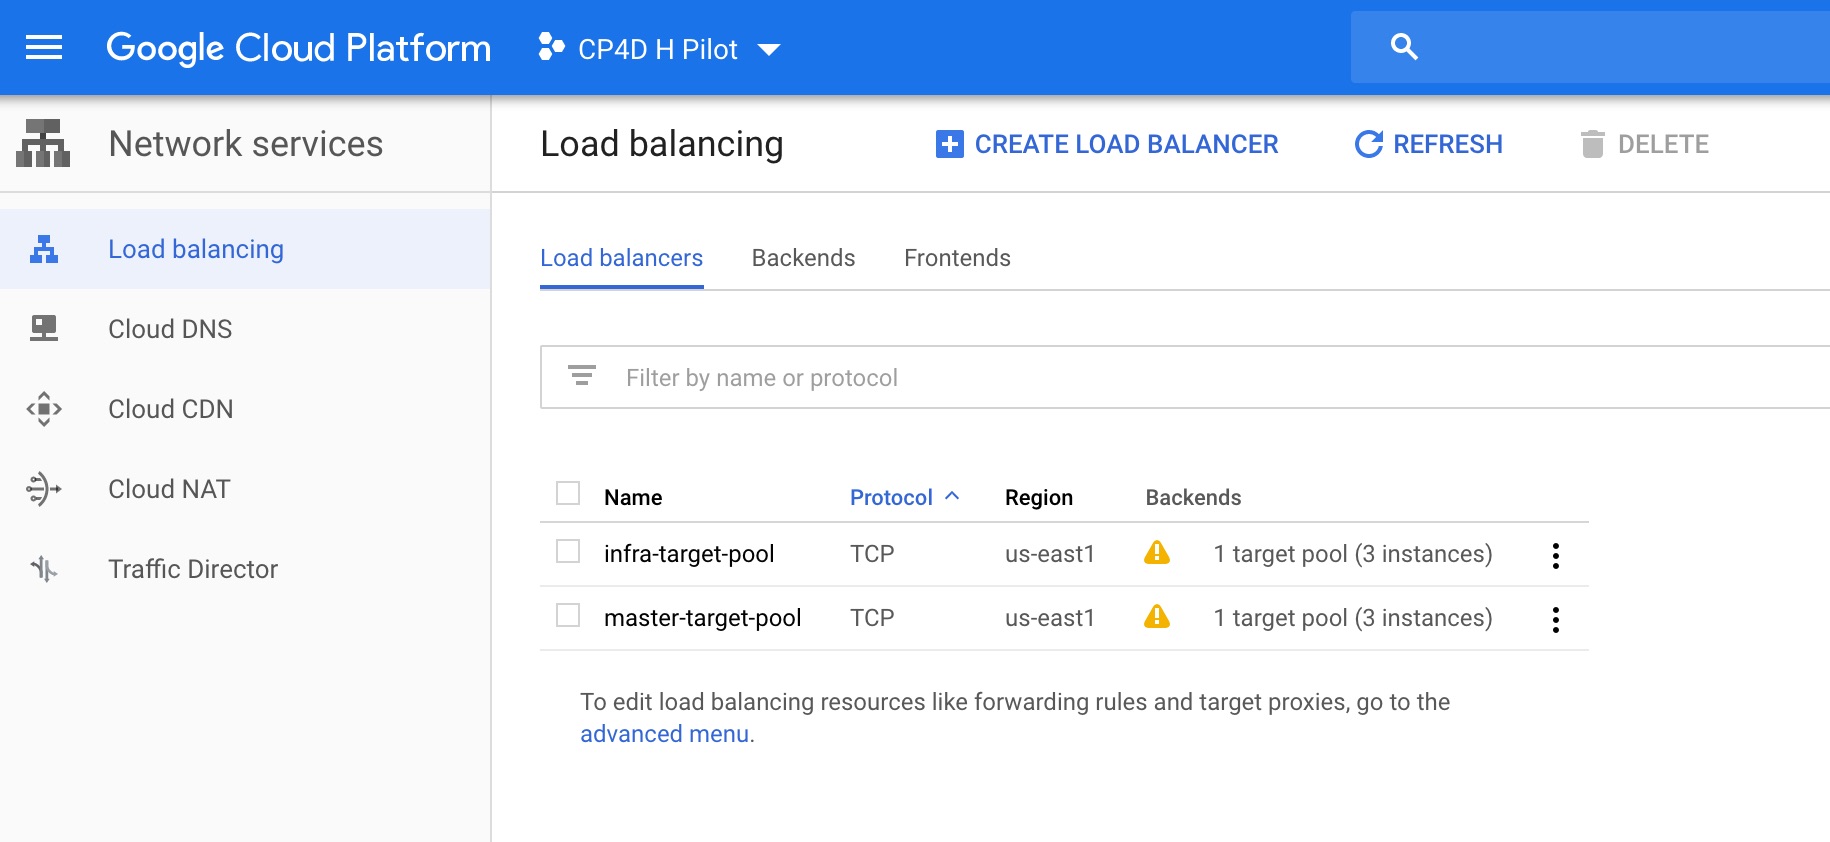 Google Cloud Platform CP4D H Pilot
Network services
Load balancing CREATE LOAD BALANCER REFRESH DELETE
Load balancing
Cloud DNS
Cloud CDN
Cloud NAT
Traffic Director
Load balancers Backends Frontends
Filter by name or protocol
Name Protocol Region Backends
infra-target-pool TCP us-east1 1 target pool (3 instances)
master-target-pool TCP us-east1 1 target pool (3 instances)
To edit load balancing resources like forwarding rules and target proxies, go to the
advanced menu.